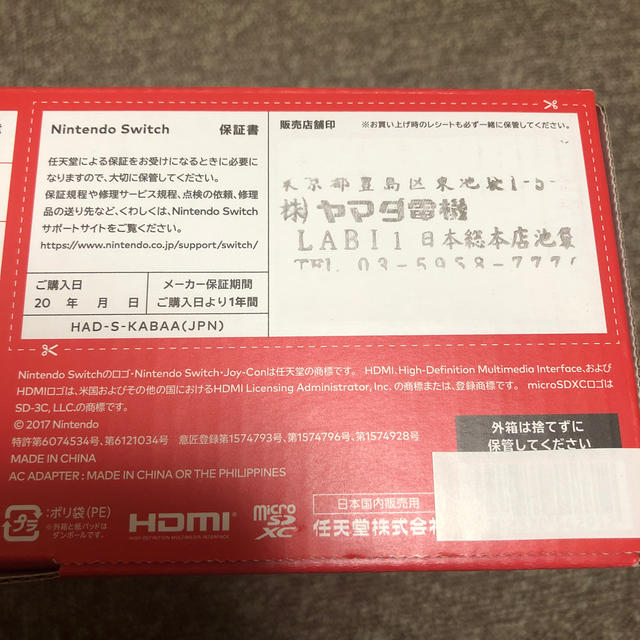 Nintendo Switch 保証書
任天堂による保証をお受けになるときに必要に
なりますので、大切に保管してください。
保証規程や修理サービス規程、点検の依頼、修理
品の送り先など、くわしくは、Nintendo Switch
サポートサイトをご覧ください。
https://www.nintendo.co.jp/support/switch/
ご購入日
20 年 月 日
メーカー保証期間
ご購入日より1年間
HAD-S-KABAA(JPN)
販売店舗印 ※お買い上げ時のレシートも必ず一緒に保管してください。
東京都豊島区東池袋1-5-
(株)ヤマダ電機
LABI1 日本総本店池袋
TEL 03-5958-777
Nintendo Switchのロゴ・Nintendo Switch・Joy-Conは任天堂の商標です。 HDMI、High-Definition Multimedia Interface、および
HDMIロゴは、米国およびその他の国におけるHDMI Licensing Administrator, Inc. の商標または、登録商標です。 microSDXCロゴは
SD-3C, LLC.の商標です。
© 2017 Nintendo
特許第6074534号、第6121034号 意匠登録第1574793号、第1574796号、第1574928号
MADE IN CHINA
AC ADAPTER : MADE IN CHINA OR THE PHILIPPINES
外箱は捨てずに
保管してください
プラ
:ポリ袋(PE)
※外箱と紙パッドは
ダンボールです。
HDMI
HIGH-DEFINITION MULTIMEDIA INTERFACE
micro
SD
XC
日本国内販売用
任天堂株式会